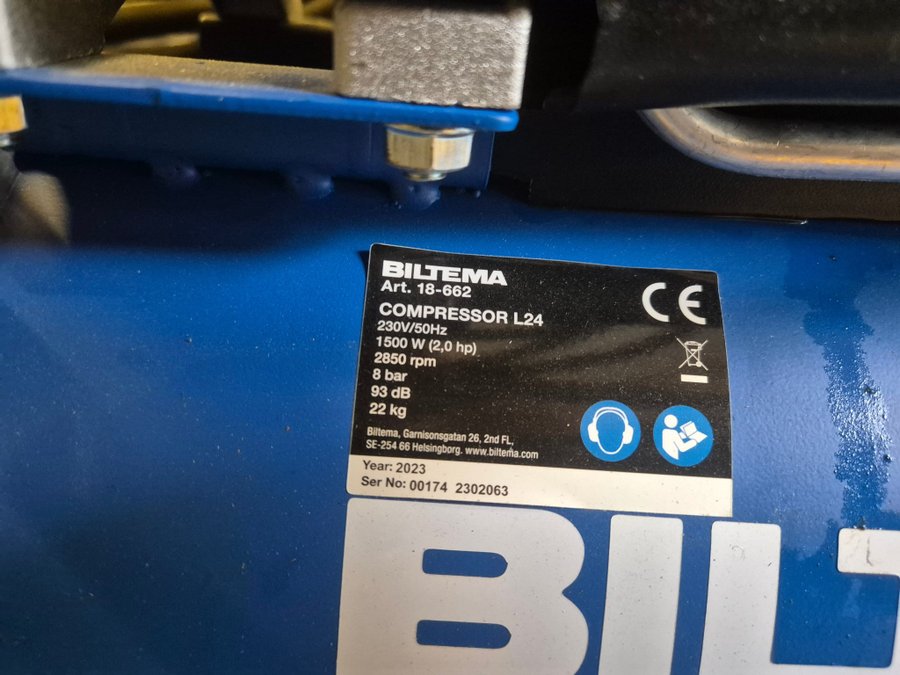 BILTEMA
Art. 18-662
COMPRESSOR L24
230V/50Hz
1500 W (2,0 hp)
2850 rpm
8 bar
93 dB
22 kg
Biltema, Garnisonsgatan 26, 2nd FL,
SE-254 66 Helsingborg. www.biltema.com
CE
Year: 2023
Ser No: 00174 2302063
BILT